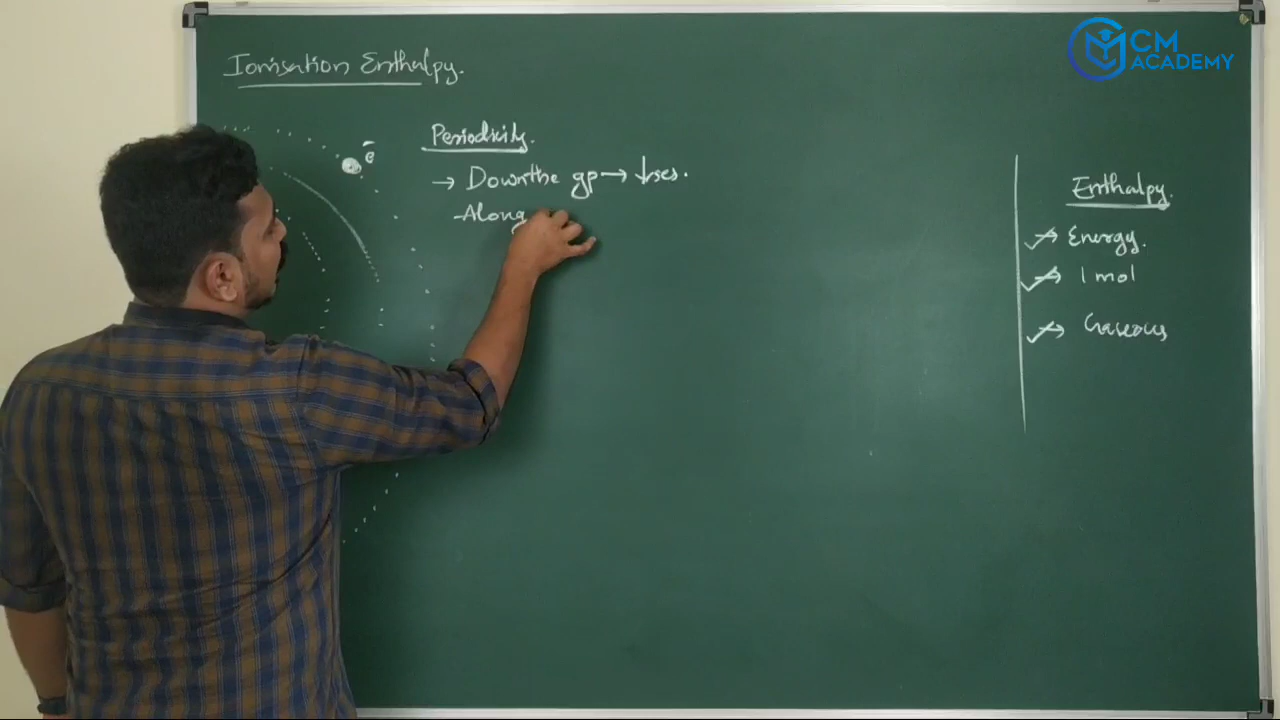 CM
ACADEMY
Ionisation Enthalpy.
e⁻
Periodicity.
→ Down the gp → ↓ses.
-Along
Enthalpy.
→ Energy.
→ 1 mol
→ Gaseous